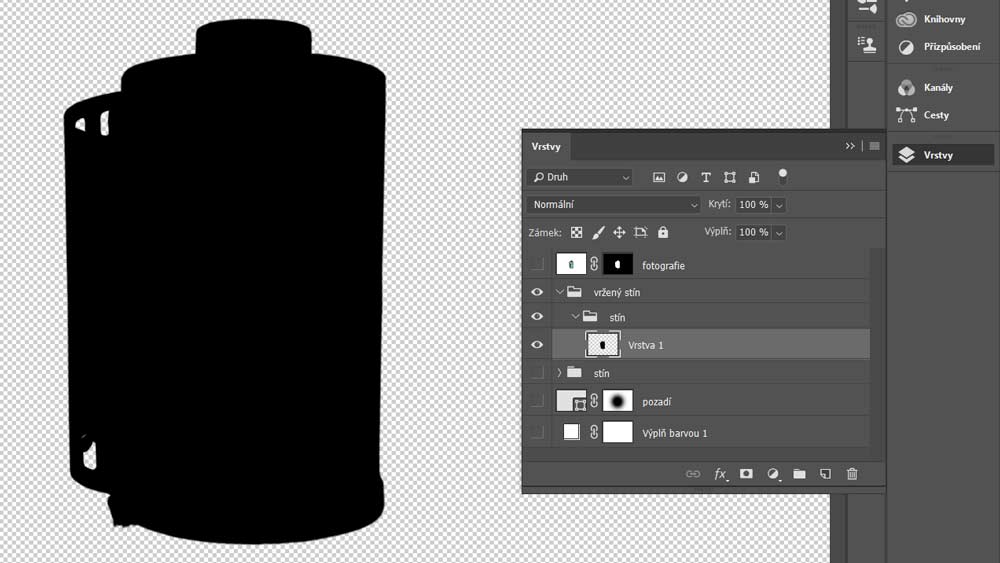 Knihovny
Přizpůsobení
Kanály
Cesty
Vrstvy
Vrstvy
Druh
Normální
Krytí: 100 %
Zámek:
Výplň: 100 %
fotografie
vržený stín
stín
Vrstva 1
stín
pozadí
Výplň barvou 1
fx